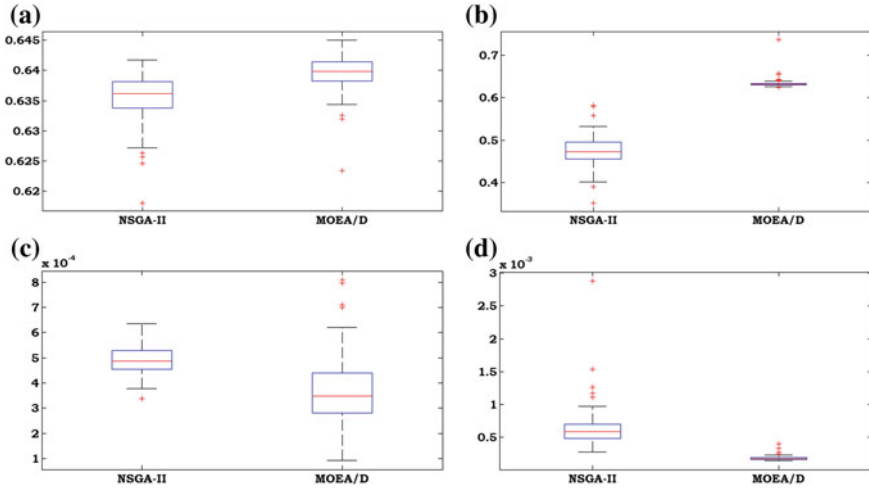 (a)
0.645
0.64
0.635
0.63
0.625
0.62
NSGA-II MOEA/D
(b)
0.7
0.6
0.5
0.4
NSGA-II MOEA/D
(c)
x 10-4
8
7
6
5
4
3
2
1
NSGA-II MOEA/D
(d)
x 10-3
3
2.5
2
1.5
1
0.5
NSGA-II MOEA/D